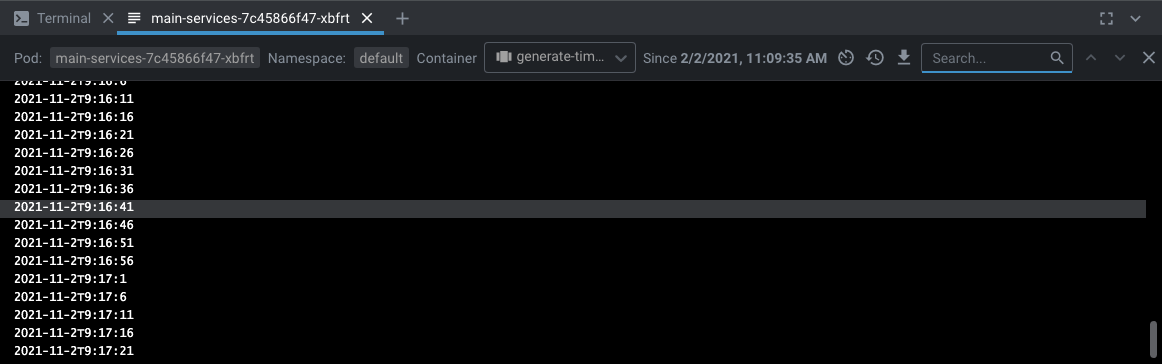 Terminal
main-services-7c45866f47-xbfrt
Pod: main-services-7c45866f47-xbfrt Namespace: default Container generate-tim... Since 2/2/2021, 11:09:35 AM Search...
2021-11-2T9:16:6
2021-11-2T9:16:11
2021-11-2T9:16:16
2021-11-2T9:16:21
2021-11-2T9:16:26
2021-11-2T9:16:31
2021-11-2T9:16:36
2021-11-2T9:16:41
2021-11-2T9:16:46
2021-11-2T9:16:51
2021-11-2T9:16:56
2021-11-2T9:17:1
2021-11-2T9:17:6
2021-11-2T9:17:11
2021-11-2T9:17:16
2021-11-2T9:17:21